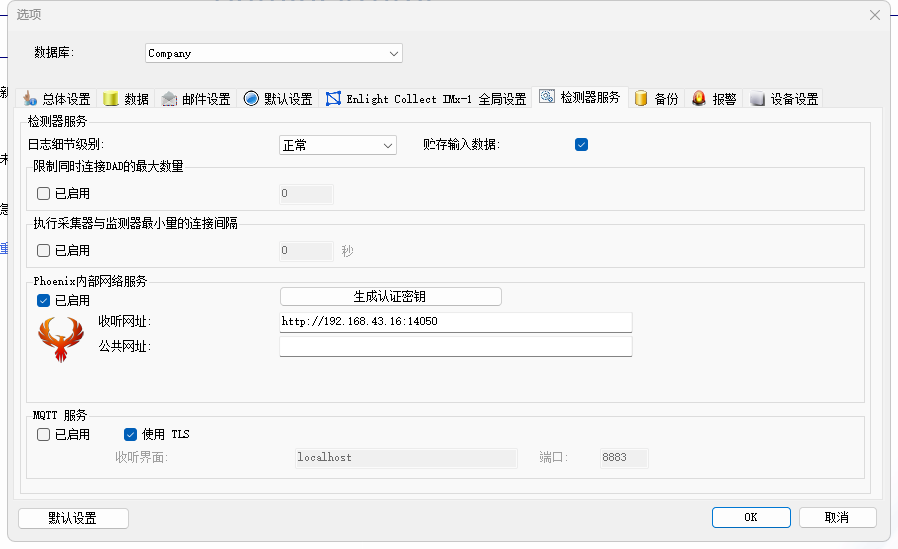 选项
数据库:
Company
总体设置 数据 邮件设置 默认设置 Enlight Collect IMx-1 全局设置 检测器服务 备份 报警 设备设置
检测器服务
日志细节级别: 正常 贮存输入数据:
限制同时连接DAD的最大数量
已启用 0
执行采集器与监测器最小量的连接间隔
已启用 0 秒
Phoenix内部网络服务
已启用 生成认证密钥
收听网址: http://192.168.43.16:14050
公共网址:
MQTT 服务
已启用 使用 TLS
收听界面: localhost 端口: 8883
默认设置 OK 取消